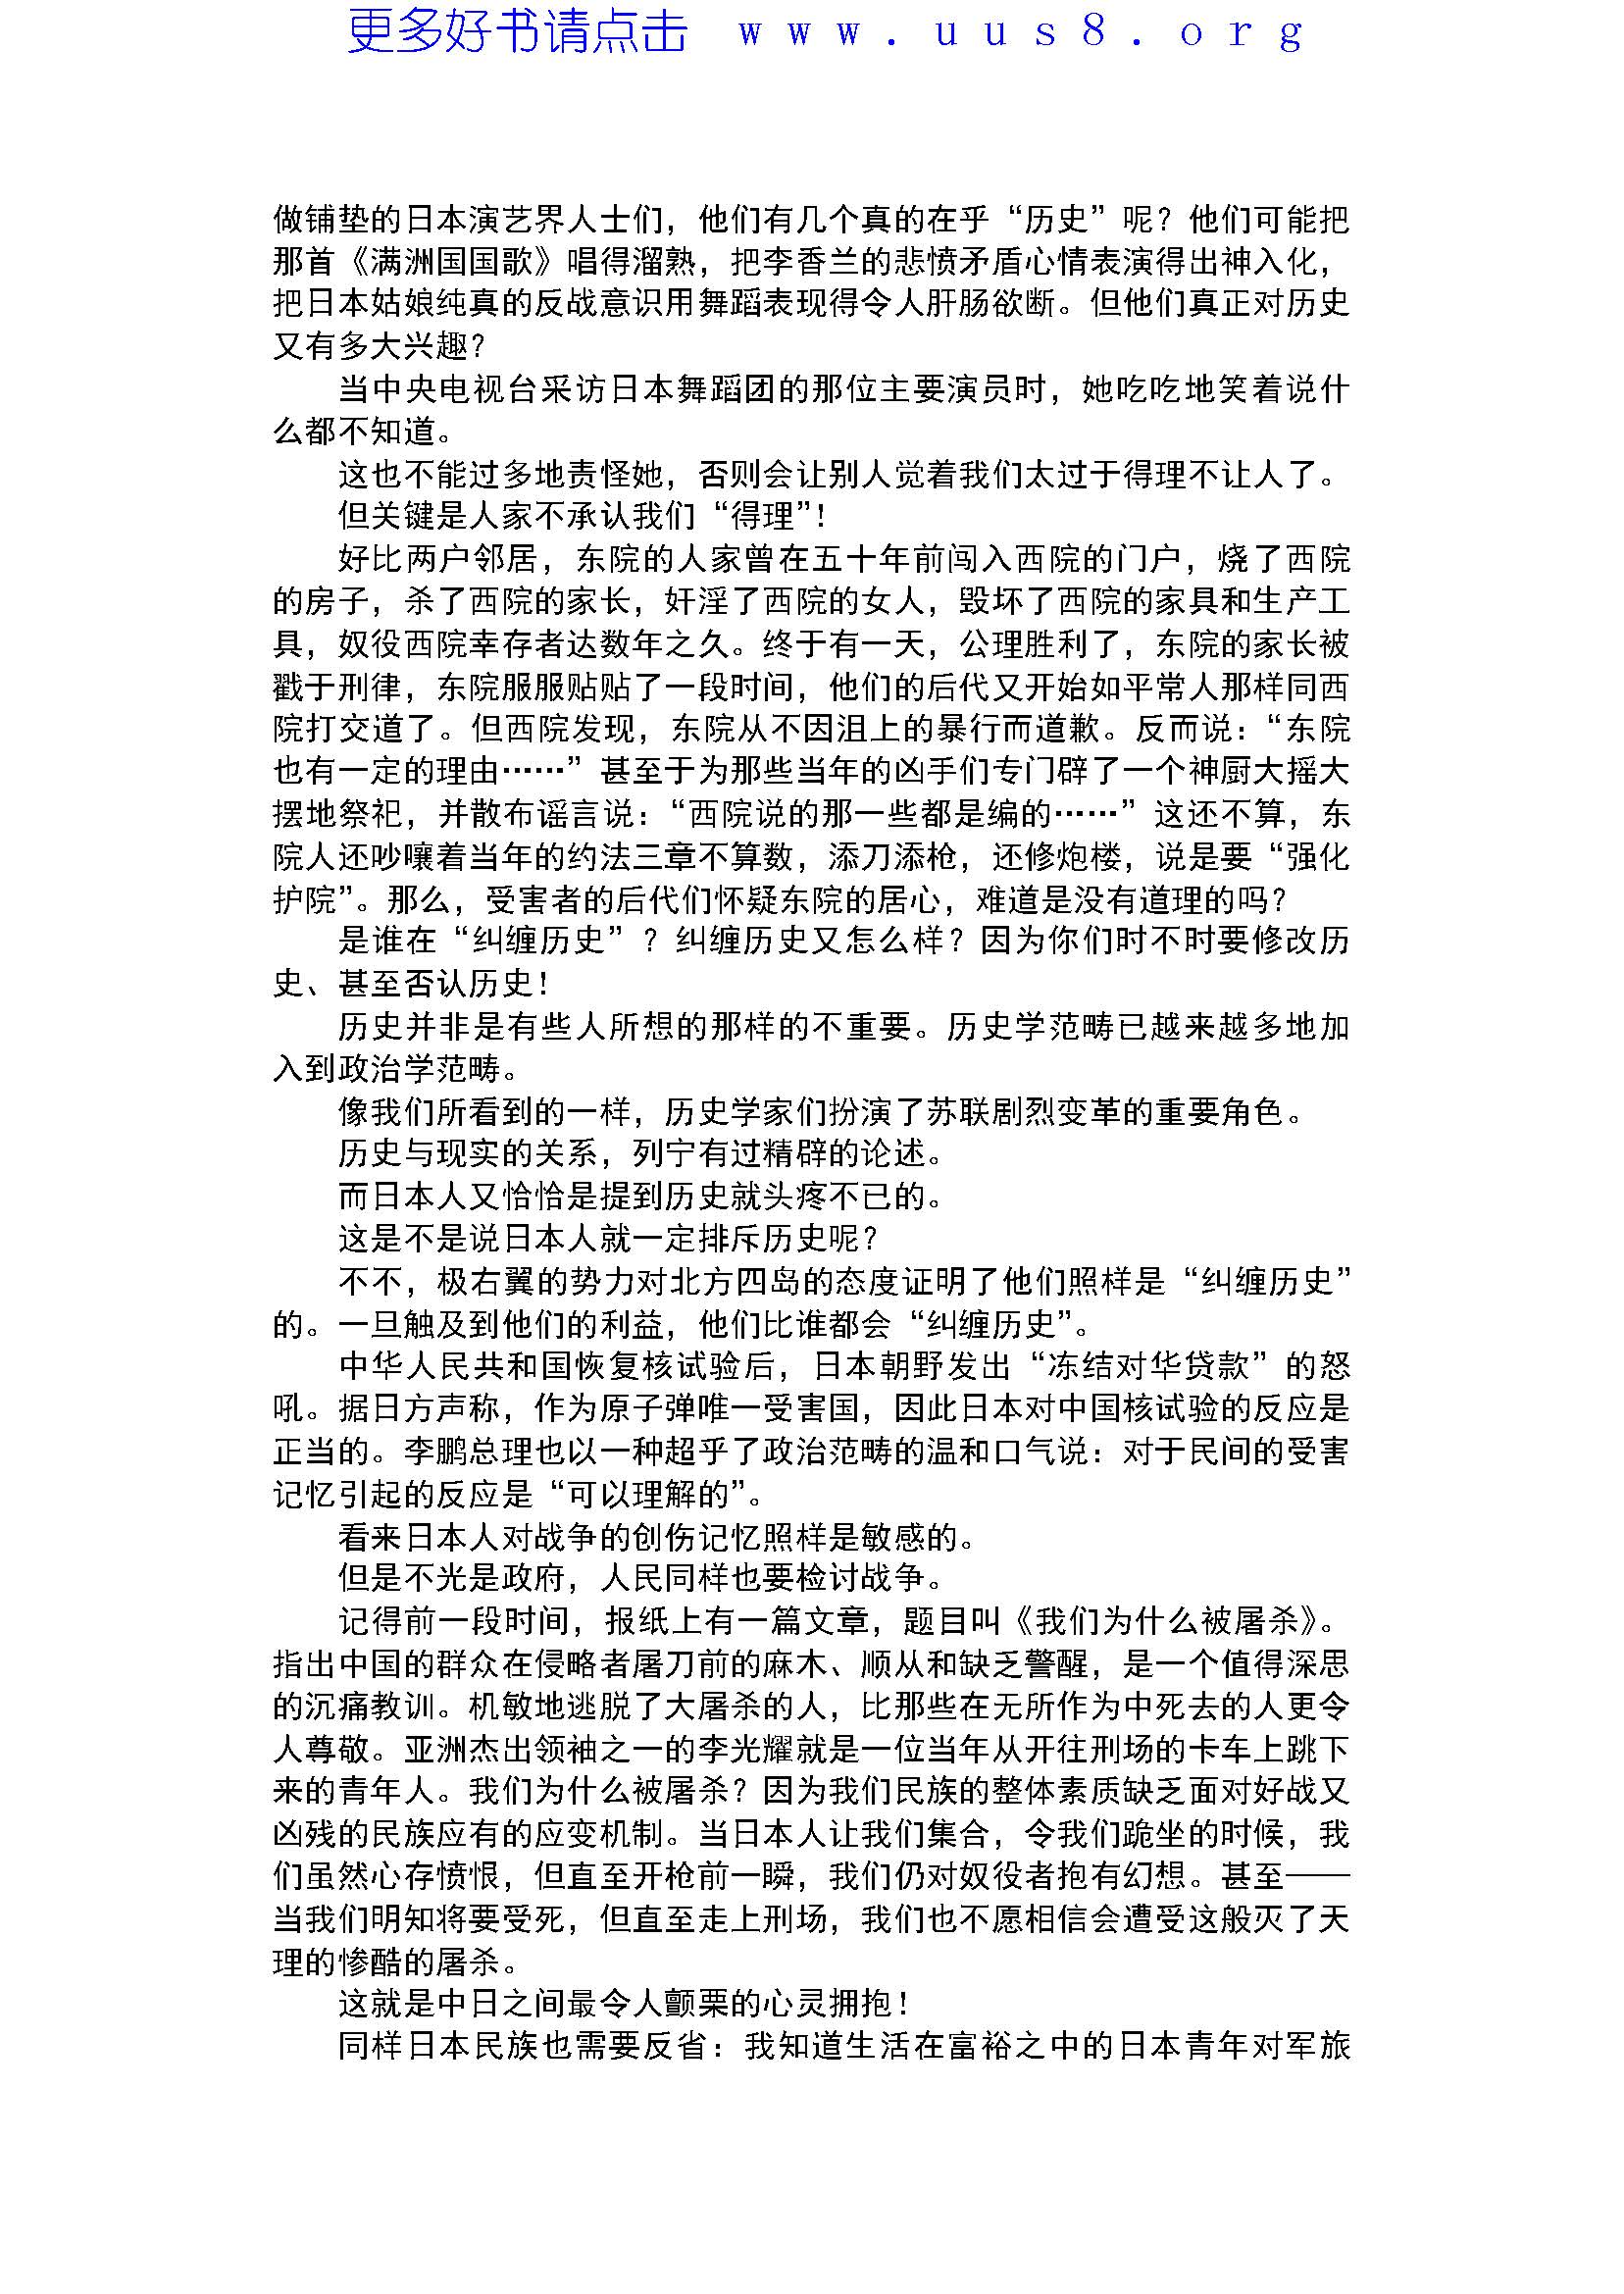 更多好书请点击 www.uus8.org
做铺垫的日本演艺界人士们，他们有几个真的在乎“历史”呢？他们可能把
那首《满洲国国歌》唱得溜熟，把李香兰的悲愤矛盾心情表演得出神入化，
把日本姑娘纯真的反战意识用舞蹈表现得令人肝肠欲断。但他们真正对历史
又有多大兴趣？
当中央电视台采访日本舞蹈团的那位主要演员时，她吃吃地笑着说什
么都不知道。
这也不能过多地责怪她，否则会让别人觉着我们太过于得理不让人了。
但关键是人家不承认我们“得理”！
好比两户邻居，东院的人家曾在五十年前闯入西院的门户，烧了西院
的房子，杀了西院的家长，奸淫了西院的女人，毁坏了西院的家具和生产工
具，奴役西院幸存者达数年之久。终于有一天，公理胜利了，东院的家长被
戳于刑律，东院服服贴贴了一段时间，他们的后代又开始如平常人那样同西
院打交道了。但西院发现，东院从不因沮上的暴行而道歉。反而说：“东院
也有一定的理由……”甚至于为那些当年的凶手们专门辟了一个神厨大摇大
摆地祭祀，并散布谣言说：“西院说的那一些都是编的……”这还不算，东
院人还吵嚷着当年的约法三章不算数，添刀添枪，还修炮楼，说是要“强化
护院”。那么，受害者的后代们怀疑东院的居心，难道是没有道理的吗？
是谁在“纠缠历史”？纠缠历史又怎么样？因为你们时不时要修改历
史、甚至否认历史！
历史并非是有些人所想的那样的不重要。历史学范畴已越来越多地加
入到政治学范畴。
像我们所看到的一样，历史学家们扮演了苏联剧烈变革的重要角色。
历史与现实的关系，列宁有过精辟的论述。
而日本人又恰恰是提到历史就头疼不已的。
这是不是说日本人就一定排斥历史呢？
不不，极右翼的势力对北方四岛的态度证明了他们照样是“纠缠历史”
的。一旦触及到他们的利益，他们比谁都会“纠缠历史”。
中华人民共和国恢复核试验后，日本朝野发出“冻结对华贷款”的怒
吼。据日方声称，作为原子弹唯一受害国，因此日本对中国核试验的反应是
正当的。李鹏总理也以一种超乎了政治范畴的温和口气说：对于民间的受害
记忆引起的反应是“可以理解的”。
看来日本人对战争的创伤记忆照样是敏感的。
但是不光是政府，人民同样也要检讨战争。
记得前一段时间，报纸上有一篇文章，题目叫《我们为什么被屠杀》。
指出中国的群众在侵略者屠刀前的麻木、顺从和缺乏警醒，是一个值得深思
的沉痛教训。机敏地逃脱了大屠杀的人，比那些在无所作为中死去的人更令
人尊敬。亚洲杰出领袖之一的李光耀就是一位当年从开往刑场的卡车上跳下
来的青年人。我们为什么被屠杀？因为我们民族的整体素质缺乏面对好战又
凶残的民族应有的应变机制。当日本人让我们集合，令我们跪坐的时候，我
们虽然心存愤恨，但直至开枪前一瞬，我们仍对奴役者抱有幻想。甚至——
当我们明知将要受死，但直至走上刑场，我们也不愿相信会遭受这般灭了天
理的惨酷的屠杀。
这就是中日之间最令人颤栗的心灵拥抱！
同样日本民族也需要反省：我知道生活在富裕之中的日本青年对军旅